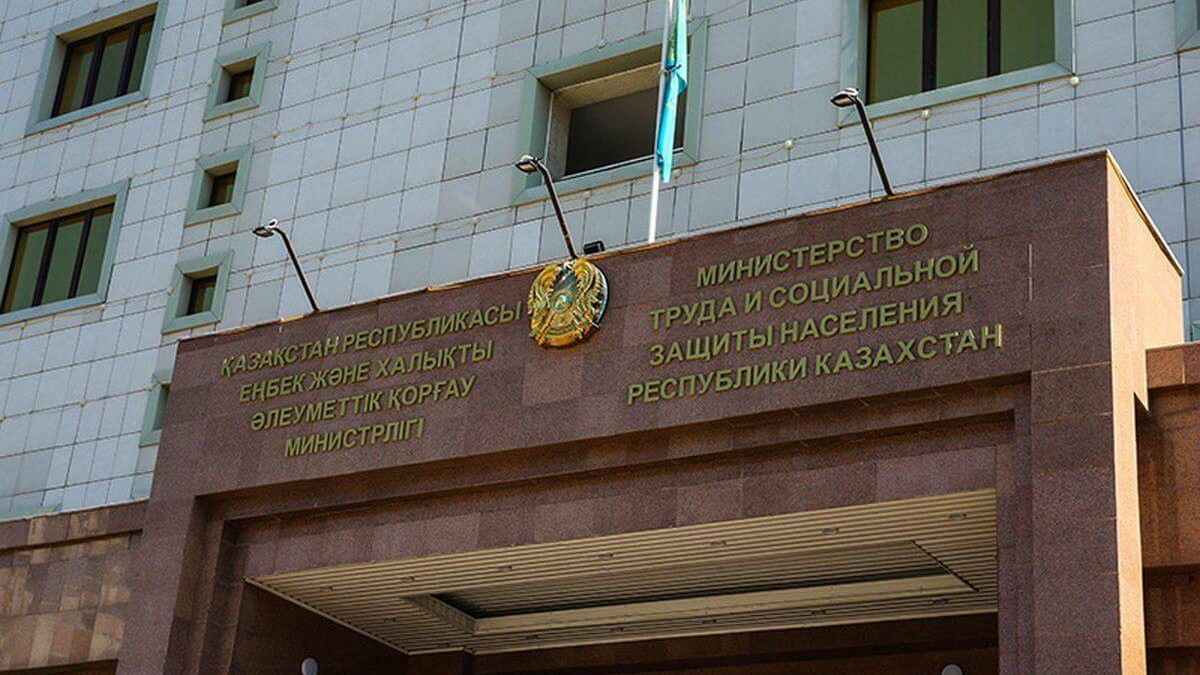 ҚАЗАҚСТАН РЕСПУБЛИКАСЫ
ЕҢБЕК ЖӘНЕ ХАЛЫҚТЫ
ӘЛЕУМЕТТІК ҚОРҒАУ
МИНИСТРЛІГІ
МИНИСТЕРСТВО
ТРУДА И СОЦИАЛЬНОЙ
ЗАЩИТЫ НАСЕЛЕНИЯ
РЕСПУБЛИКИ КАЗАХСТАН